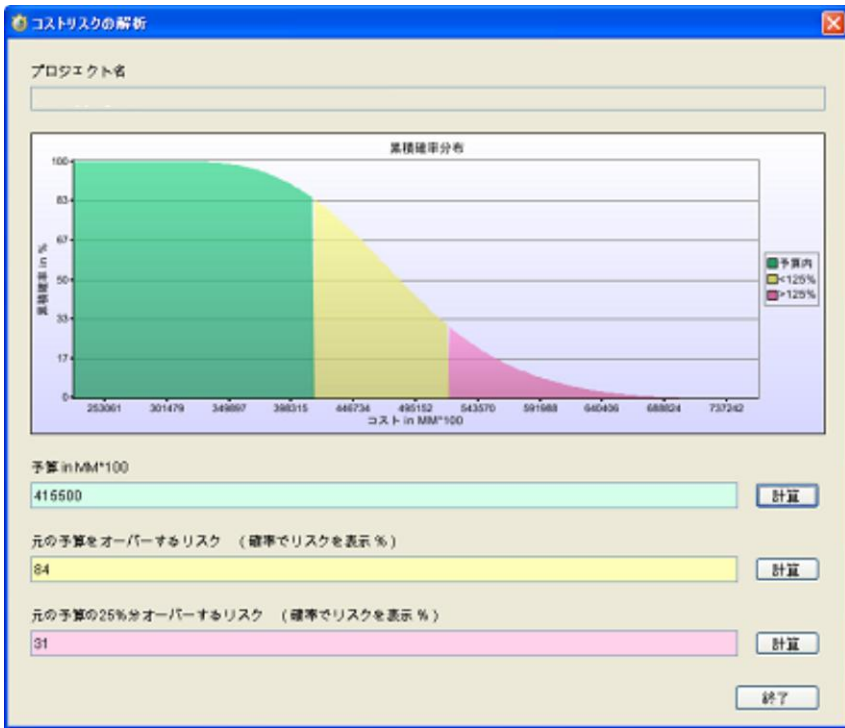 コストリスクの解析
プロジェクト名
累積確率分布
100
83
67
50
33
17
0
累積確率 in %
253061 301479 349897 398315 446734 495152 543570 591988 640406 688824 737242
コスト in MM*100
予算内
<125%
>125%
予算 in MM*100
415500
計算
元の予算をオーバーするリスク (確率でリスクを表示 %)
84
計算
元の予算の25%分オーバーするリスク (確率でリスクを表示 %)
31
計算
終了